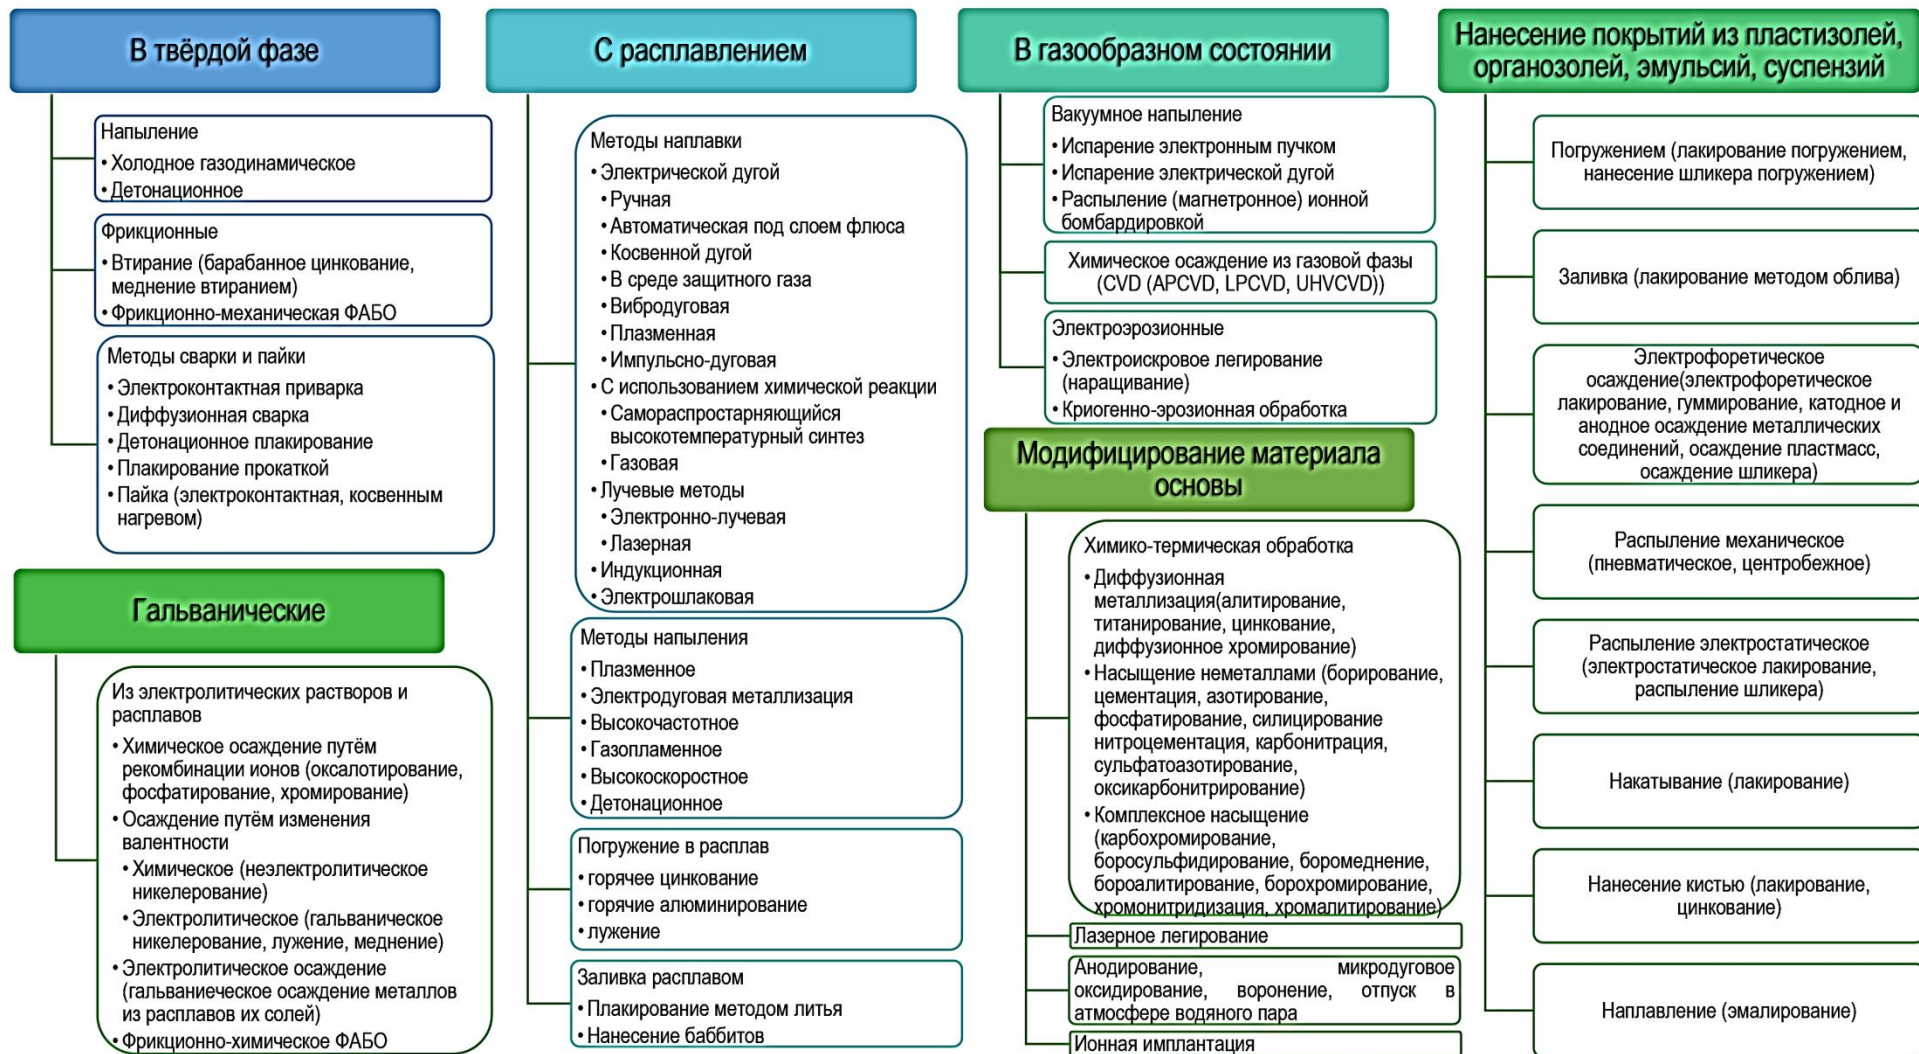 В твёрдой фазе
Напыление
• Холодное газодинамическое
• Детонационное
Фрикционные
• Втирание (барабанное цинкование,
меднение втиранием)
• Фрикционно-механическая ФАБО
Методы сварки и пайки
• Электроконтактная приварка
• Диффузионная сварка
• Детонационное плакирование
• Плакирование прокаткой
• Пайка (электроконтактная, косвенным
нагревом)
Гальванические
Из электролитических растворов и
расплавов
• Химическое осаждение путём
рекомбинации ионов (оксалотирование,
фосфатирование, хромирование)
• Осаждение путём изменения
валентности
• Химическое (неэлектролитическое
никелерование)
• Электролитическое (гальваническое
никелерование, лужение, меднение)
• Электролитическое осаждение
(гальваниеческое осаждение металлов
из расплавов их солей)
• Фрикционно-химическое ФАБО
С расплавлением
Методы наплавки
• Электрической дугой
• Ручная
• Автоматическая под слоем флюса
• Косвенной дугой
• В среде защитного газа
• Вибродуговая
• Плазменная
• Импульсно-дуговая
• С использованием химической реакции
• Самораспростарняющийся
высокотемпературный синтез
• Газовая
• Лучевые методы
• Электронно-лучевая
• Лазерная
• Индукционная
• Электрошлаковая
Методы напыления
• Плазменное
• Электродуговая металлизация
• Высокочастотное
• Газопламенное
• Высокоскоростное
• Детонационное
Погружение в расплав
• горячее цинкование
• горячие алюминирование
• лужение
Заливка расплавом
• Плакирование методом литья
• Нанесение баббитов
В газообразном состоянии
Вакуумное напыление
• Испарение электронным пучком
• Испарение электрической дугой
• Распыление (магнетронное) ионной
бомбардировкой
Химическое осаждение из газовой фазы
(CVD (APCVD, LPCVD, UHVCVD))
Электроэрозионные
• Электроискровое легирование
(наращивание)
• Криогенно-эрозионная обработка
Модифицирование материала
основы
Химико-термическая обработка
• Диффузионная
металлизация(алитирование,
титанирование, цинкование,
диффузионное хромирование)
• Насыщение неметаллами (борирование,
цементация, азотирование,
фосфатирование, силицирование
нитроцементация, карбонитрация,
сульфатоазотирование,
оксикарбонитрирование)
• Комплексное насыщение
(карбохромирование,
боросульфидирование, боромеднение,
бороалитирование, борохромирование,
хромонитридизация, хромалитирование)
Лазерное легирование
Анодирование, микродуговое
оксидирование, воронение, отпуск в
атмосфере водяного пара
Ионная имплантация
Нанесение покрытий из пластизолей,
органозолей, эмульсий, суспензий
Погружением (лакирование погружением,
нанесение шликера погружением)
Заливка (лакирование методом облива)
Электрофоретическое
осаждение(электрофоретическое
лакирование, гуммирование, катодное и
анодное осаждение металлических
соединений, осаждение пластмасс,
осаждение шликера)
Распыление механическое
(пневматическое, центробежное)
Распыление электростатическое
(электростатическое лакирование,
распыление шликера)
Накатывание (лакирование)
Нанесение кистью (лакирование,
цинкование)
Наплавление (эмалирование)